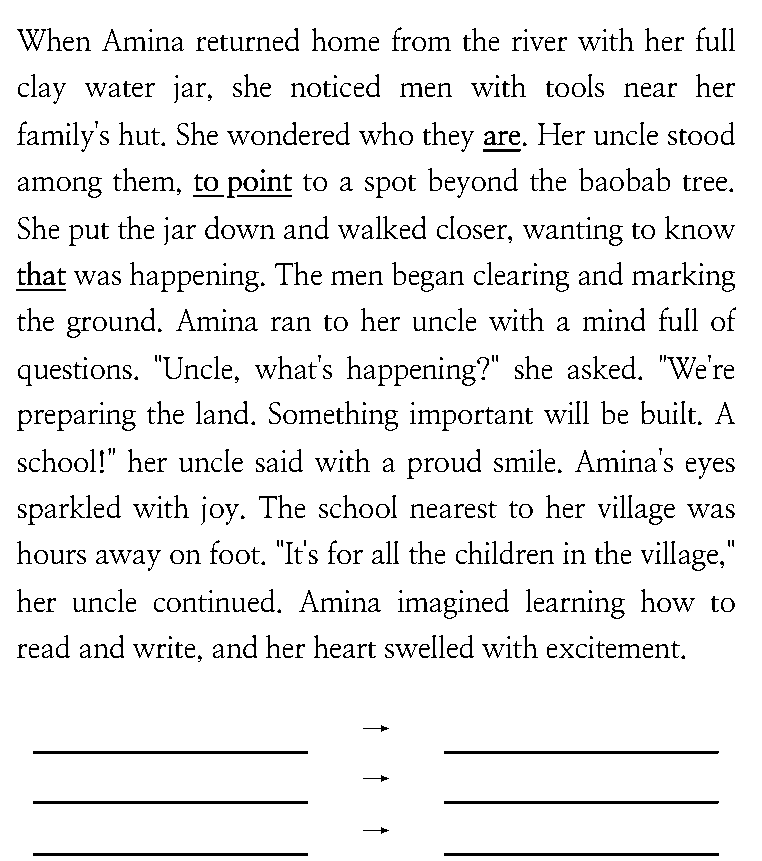 When Amina returned home from the river with her full
clay water jar, she noticed men with tools near her
family's hut. She wondered who they are. Her uncle stood
among them, to point to a spot beyond the baobab tree.
She put the jar down and walked closer, wanting to know
that was happening. The men began clearing and marking
the ground. Amina ran to her uncle with a mind full of
questions. "Uncle, what's happening?" she asked. "We're
preparing the land. Something important will be built. A
school!" her uncle said with a proud smile. Amina's eyes
sparkled with joy. The school nearest to her village was
hours away on foot. "It's for all the children in the village,"
her uncle continued. Amina imagined learning how to
read and write, and her heart swelled with excitement.
→
→
→